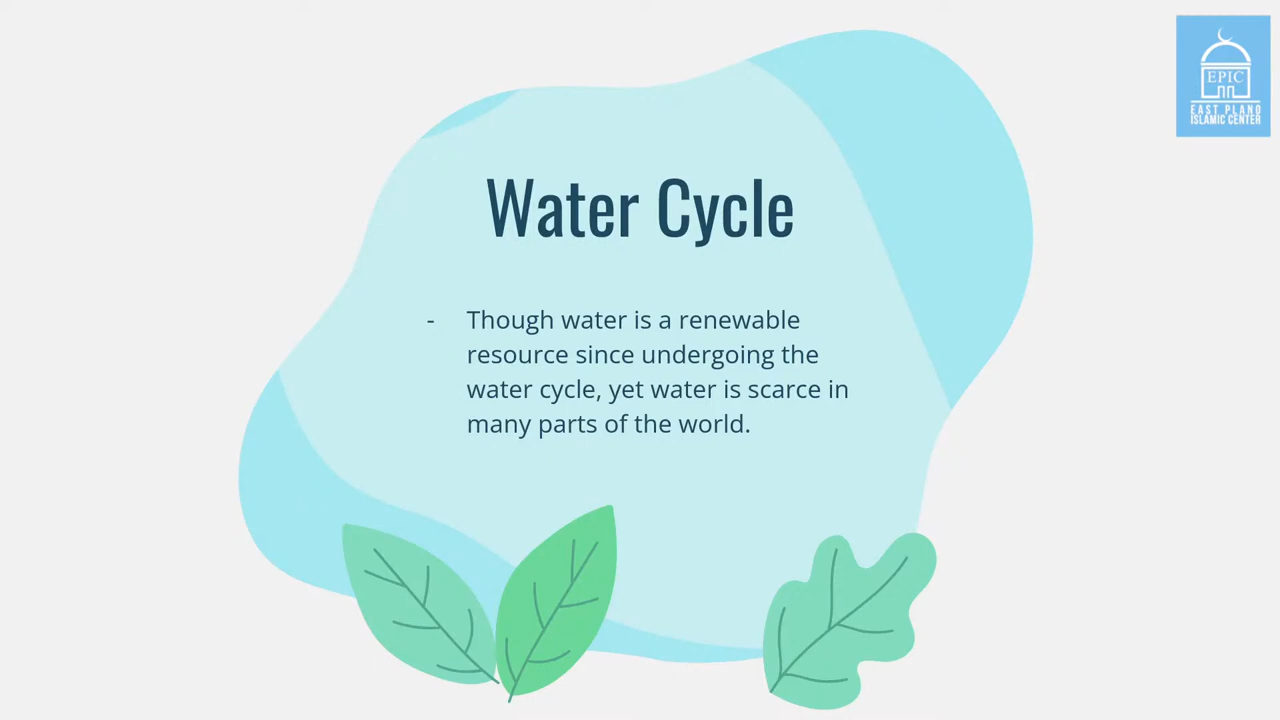 EPIC
EAST PLANO
ISLAMIC CENTER
Water Cycle
- Though water is a renewable
resource since undergoing the
water cycle, yet water is scarce in
many parts of the world.